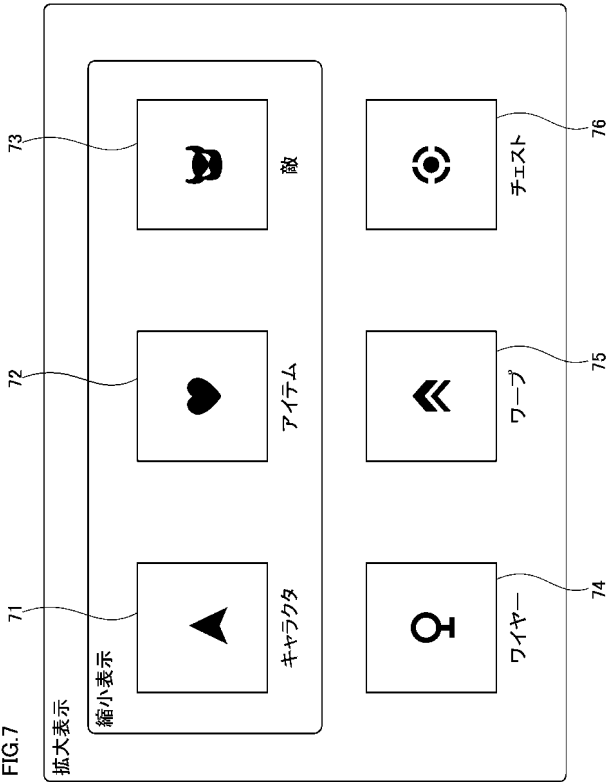 FIG.7
拡大表示
縮小表示
71
72
73
キャラクタ
アイテム
敵
ワイヤー
ワープ
チェスト
74
75
76